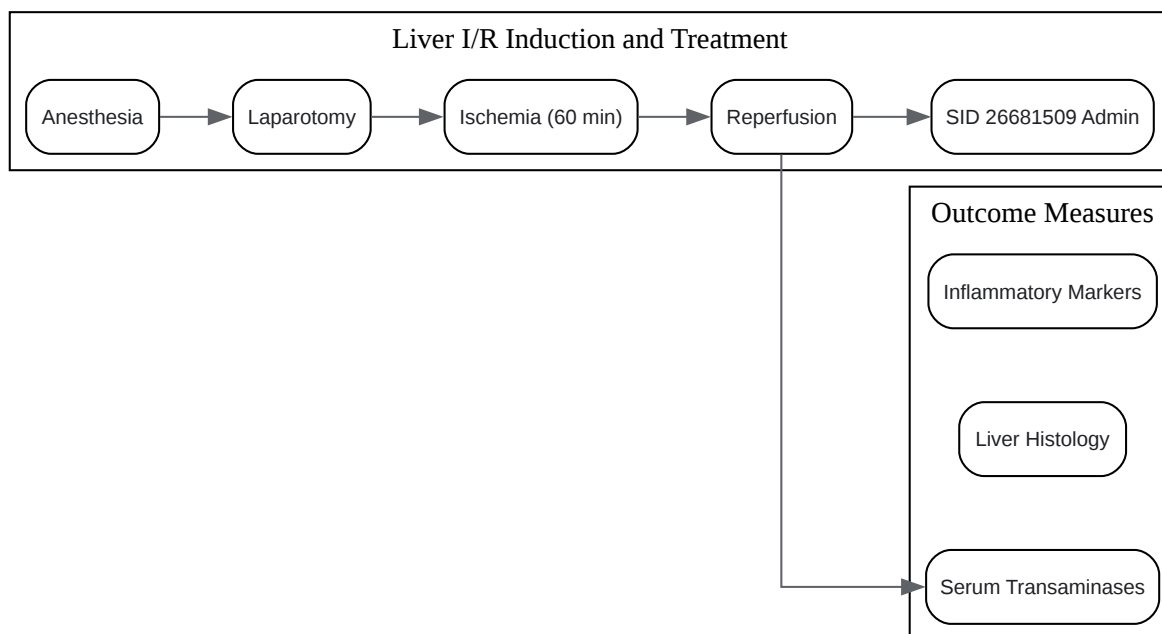 Liver I/R Induction and Treatment
Anesthesia
Laparotomy
Ischemia (60 min)
Reperfusion
SID 26681509 Admin
Outcome Measures
Inflammatory Markers
Liver Histology
Serum Transaminases